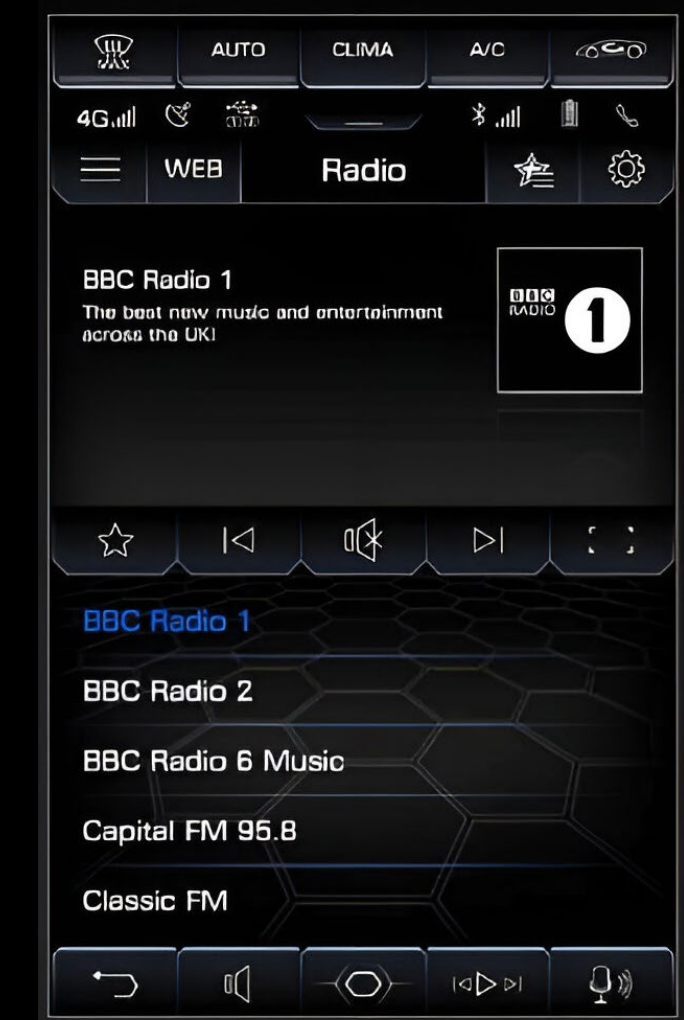 AUTO
CLIMA
A/C
4G
WEB
Radio
BBC Radio 1
The best new music and entertainment
across the UK!
BBC
RADIO
1
BBC Radio 1
BBC Radio 2
BBC Radio 6 Music
Capital FM 95.8
Classic FM